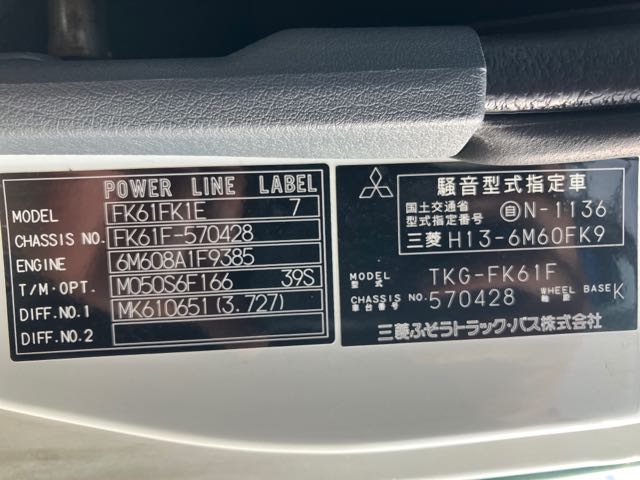 POWER LINE LABEL
MODEL FK61FK1E 7
CHASSIS NO. FK61F-570428
ENGINE 6M608A1F9385
T/M・OPT. M050S6F166 39S
DIFF.NO.1 MK610651 (3.727)
DIFF.NO.2
騒音型式指定車
国土交通省
型式指定番号 自N-1136
三菱 H13-6M60FK9
MODEL
型式 TKG-FK61F
CHASSIS NO.
車台番号 570428 WHEEL BASE
軸距 K
三菱ふそうトラック・バス株式会社